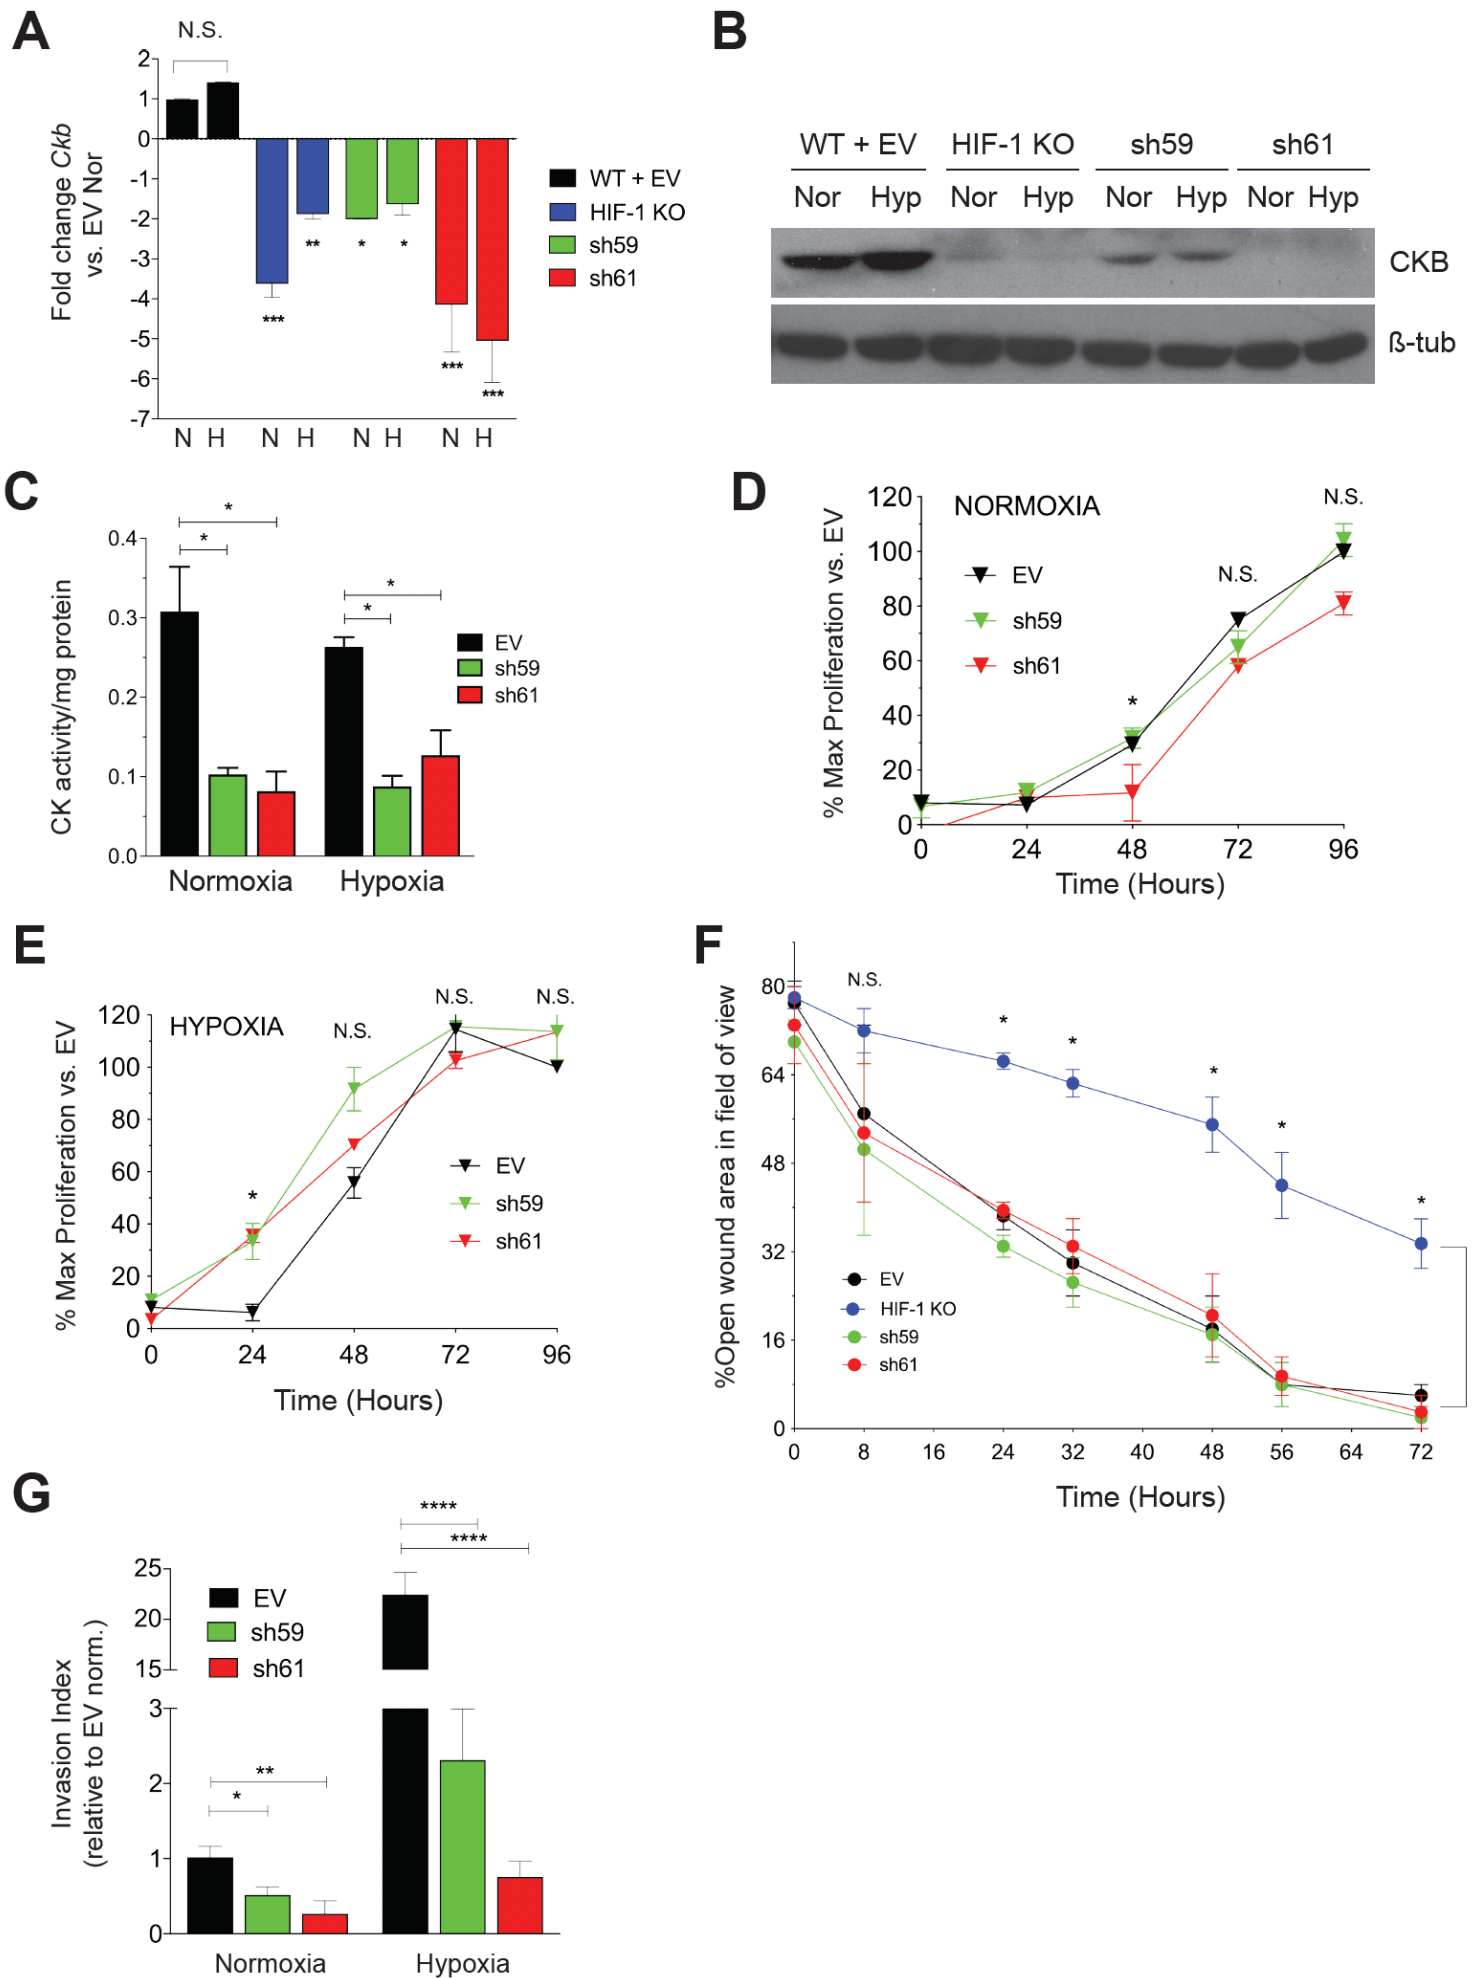 A
N.S.
2
1
0
-1
-2
-3
-4
-5
-6
-7
Fold change Ckb
vs. EV Nor
***
**
*
*
***
***
N H N H N H N H
WT + EV
HIF-1 KO
sh59
sh61
B
WT + EV HIF-1 KO sh59 sh61
Nor Hyp Nor Hyp Nor Hyp Nor Hyp
CKB
ß-tub
C
CK activity/mg protein
0.4
0.3
0.2
0.1
0.0
*
*
*
*
EV
sh59
sh61
Normoxia Hypoxia
D
NORMOXIA
% Max Proliferation vs. EV
120
100
80
60
40
20
0
EV
sh59
sh61
*
N.S.
N.S.
0 24 48 72 96
Time (Hours)
E
HYPOXIA
% Max Proliferation vs. EV
120
100
80
60
40
20
0
*
N.S.
N.S.
N.S.
EV
sh59
sh61
0 24 48 72 96
Time (Hours)
F
%Open wound area in field of view
80
64
48
32
16
0
N.S.
*
*
*
*
*
EV
HIF-1 KO
sh59
sh61
0 8 16 24 32 40 48 56 64 72
Time (Hours)
G
Invasion Index
(relative to EV norm.)
25
20
15
3
2
1
0
EV
sh59
sh61
**
*
****
****
Normoxia Hypoxia